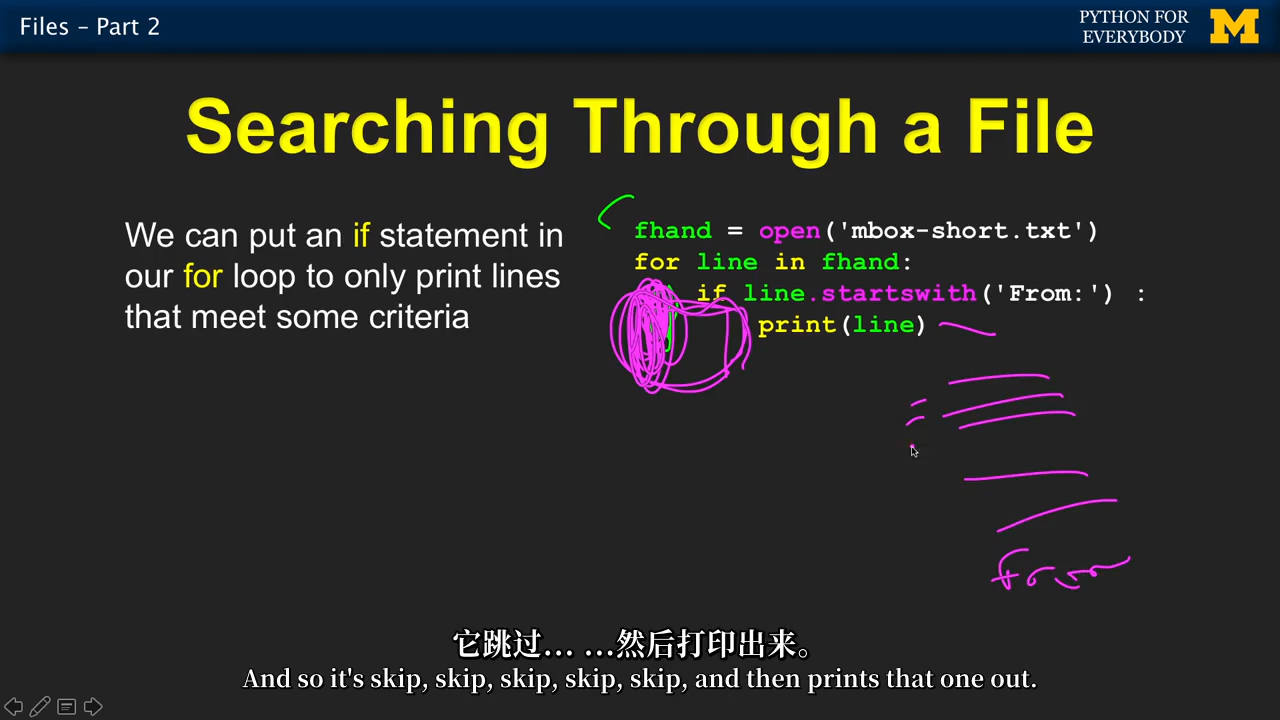 Files – Part 2
PYTHON FOR
EVERYBODY
M
Searching Through a File
We can put an if statement in
our for loop to only print lines
that meet some criteria
fhand = open('mbox-short.txt')
for line in fhand:
if line.startswith('From:') :
print(line)
From
它跳过... ...然后打印出来。
And so it's skip, skip, skip, skip, skip, and then prints that one out.